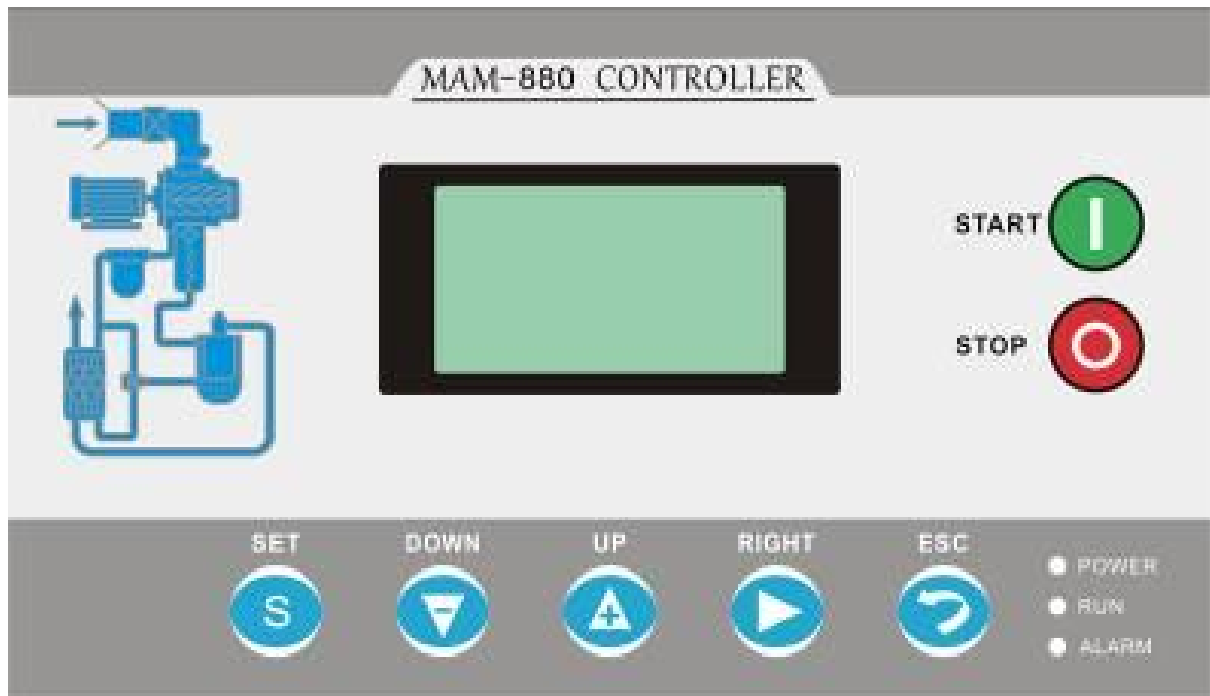 MAM-880 CONTROLLER
START
STOP
SET DOWN UP RIGHT ESC
S
POWER
RUN
ALARM